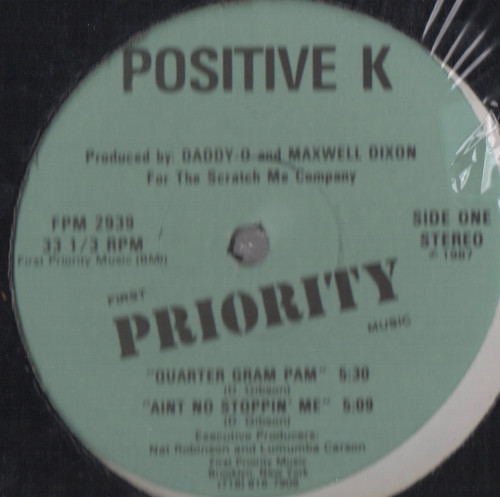 POSITIVE K
Produced by: DADDY-O and MAXWELL DIXON
For The Scratch Me Company
FPM 2939
33 1/3 RPM
First Priority Music (BMI)
SIDE ONE
STEREO
© 1987
FIRST
PRIORITY
MUSIC
"QUARTER GRAM PAM" 5:30
(D. Gibson)
"AINT NO STOPPIN' ME" 5:09
(D. Gibson)
Executive Producers:
Nat Robinson and Lumumba Carson
First Priority Music
Brooklyn, New York